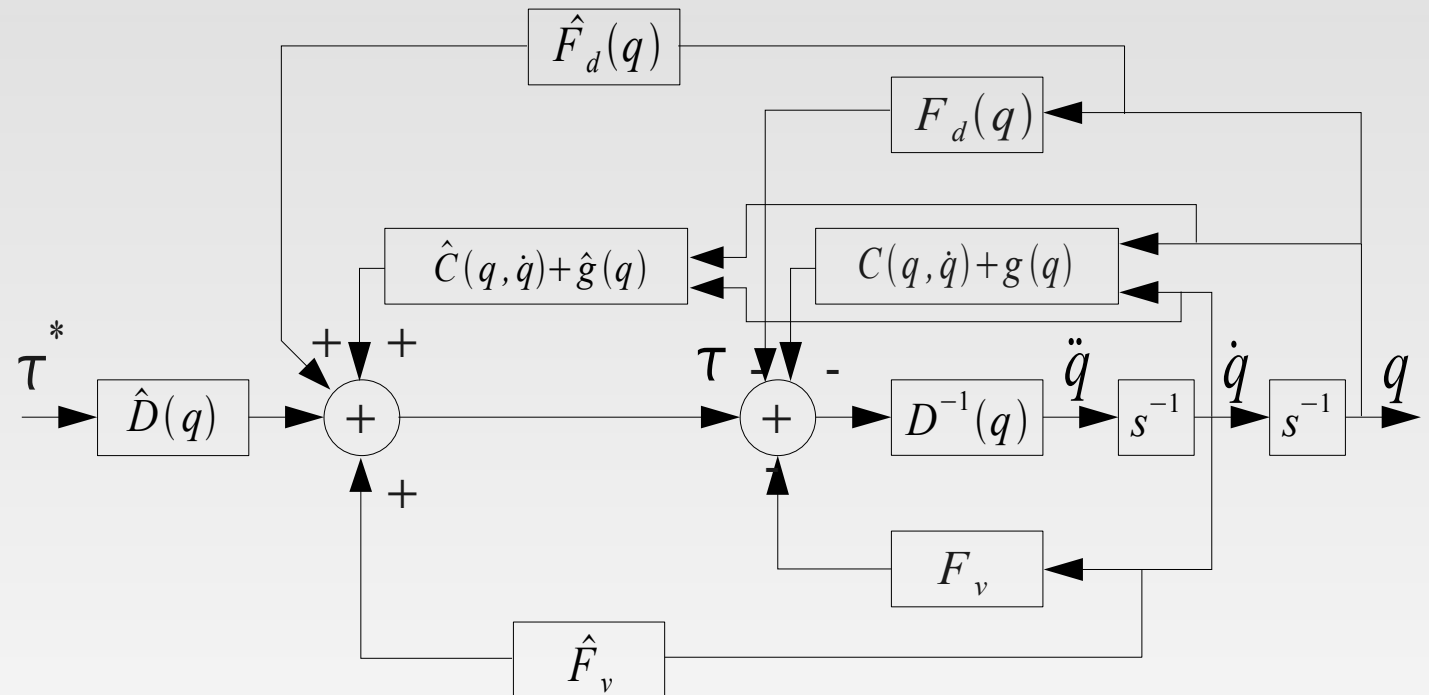 F̂_d(q)
F_d(q)
Ĉ(q,q̇)+ĝ(q)
C(q,q̇)+g(q)
τ*
+
+
τ
-
-
q̈
q̇
q
D̂(q)
+
+
D⁻¹(q)
s⁻¹
s⁻¹
+
-
F_v
F̂_v